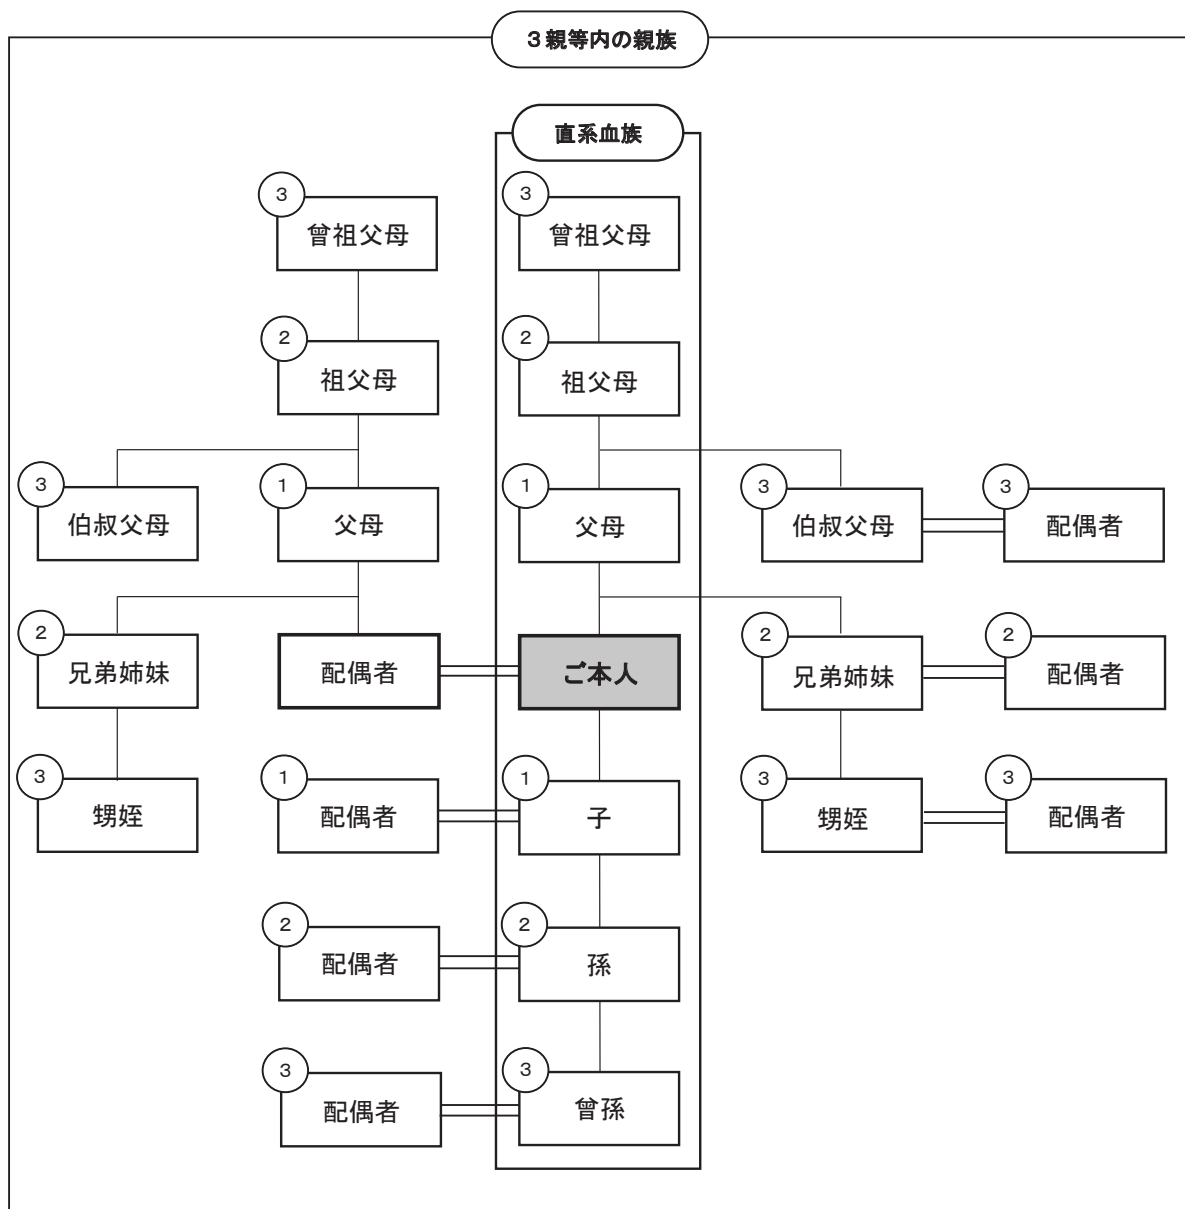 ３親等内の親族
直系血族
3
曾祖父母
3
曾祖父母
2
祖父母
2
祖父母
3
伯叔父母
1
父母
1
父母
3
伯叔父母
3
配偶者
2
兄弟姉妹
配偶者
ご本人
2
兄弟姉妹
2
配偶者
3
甥姪
1
配偶者
1
子
3
甥姪
3
配偶者
2
配偶者
2
孫
3
配偶者
3
曾孫